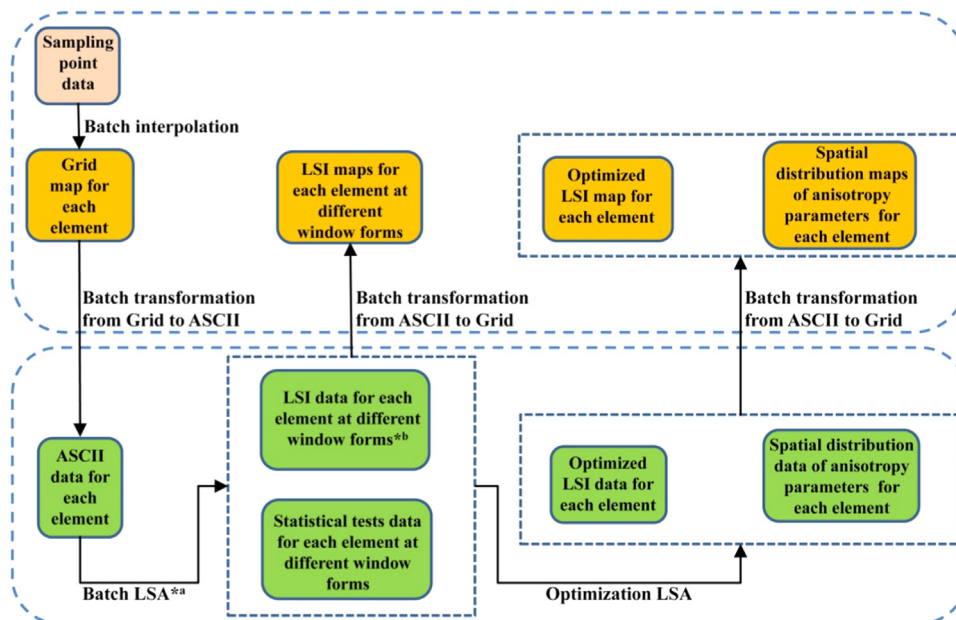 Sampling
point
data
Batch interpolation
Grid
map for
each
element
LSI maps for
each element at
different
window forms
Optimized
LSI map for
each element
Spatial
distribution maps
of anisotropy
parameters for
each element
Batch transformation
from Grid to ASCII
Batch transformation
from ASCII to Grid
Batch transformation
from ASCII to Grid
ASCII
data for
each
element
LSI data for each
element at different
window forms*b
Statistical tests data
for each element at
different window
forms
Optimized
LSI data for
each element
Spatial distribution
data of anisotropy
parameters for
each element
Batch LSA*a
Optimization LSA